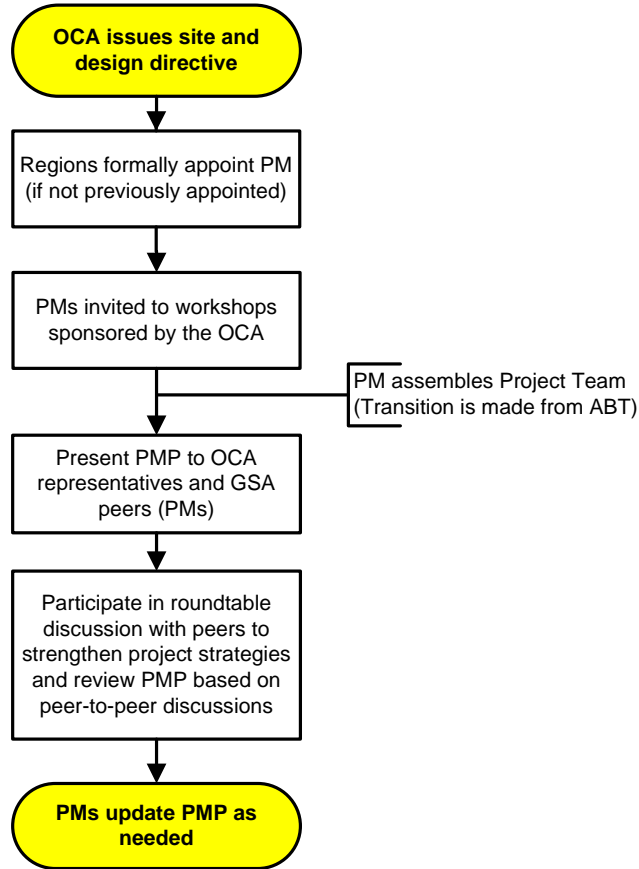 OCA issues site and
design directive
Regions formally appoint PM
(if not previously appointed)
PMs invited to workshops
sponsored by the OCA
PM assembles Project Team
(Transition is made from ABT)
Present PMP to OCA
representatives and GSA
peers (PMs)
Participate in roundtable
discussion with peers to
strengthen project strategies
and review PMP based on
peer-to-peer discussions
PMs update PMP as
needed